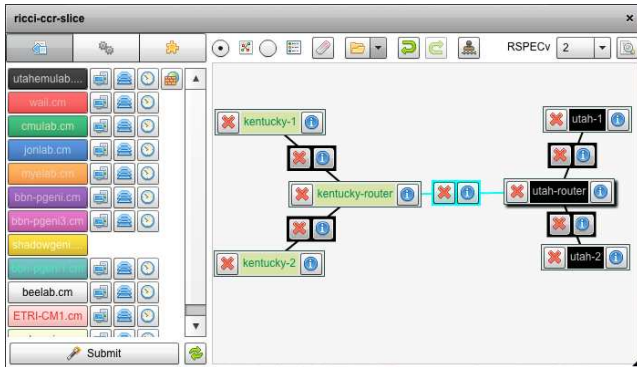 ricci-ccr-slice
RSPECv 2
utahemulab....
wail.cm
cmulab.cm
jonlab.cm
myelab.cm
bbn-pgeni.cm
bbn-pgeni3.cm
shadowgeni....
beelab.cm
ETRI-CM1.cm
Submit
kentucky-1
utah-1
kentucky-router
utah-router
kentucky-2
utah-2